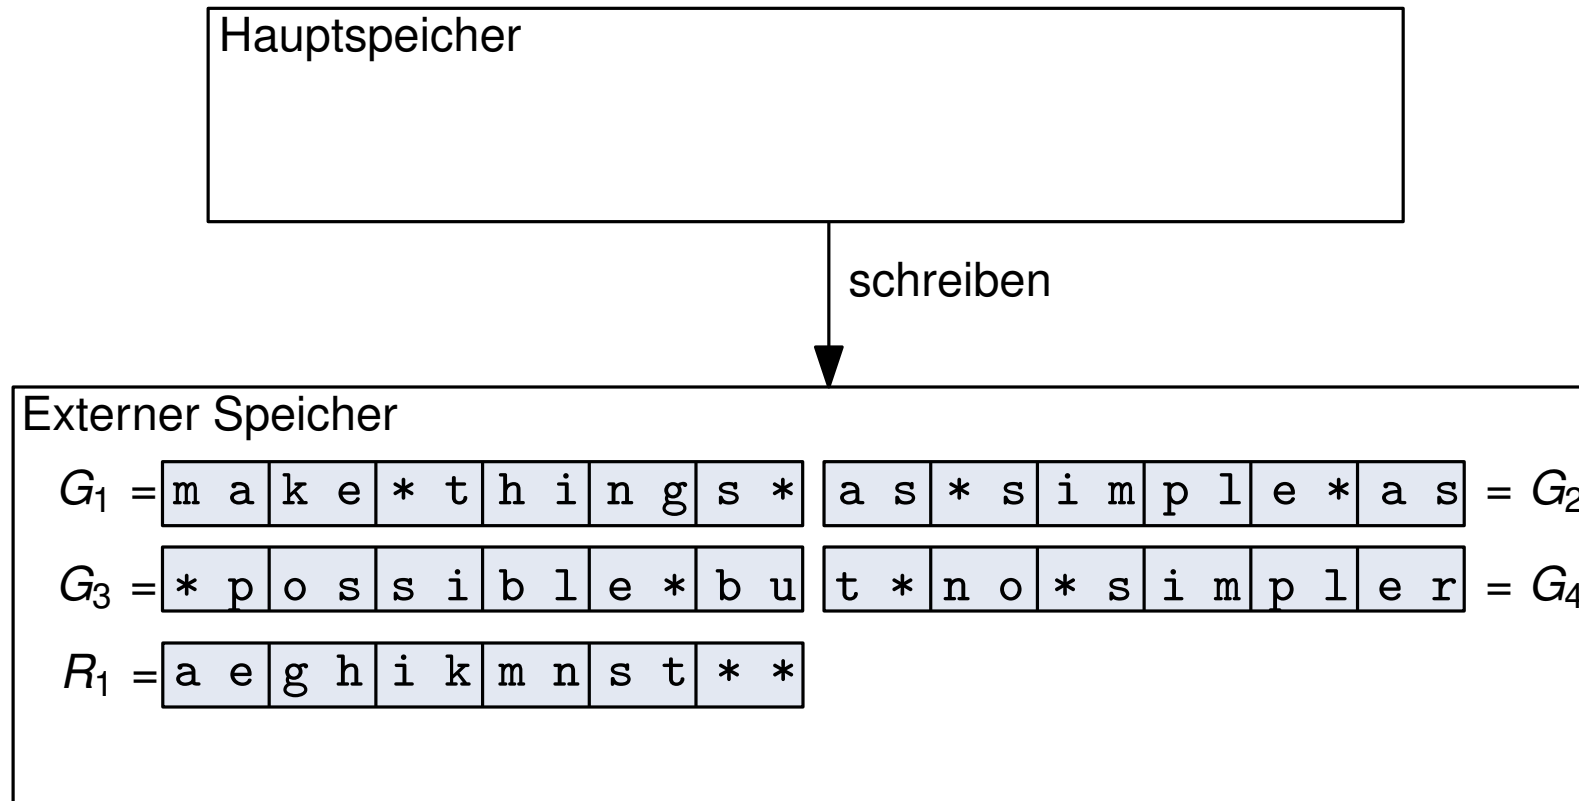 Hauptspeicher
schreiben
Externer Speicher
G1 = m a k e * t h i n g s * a s * s i m p l e * a s = G2
G3 = * p o s s i b l e * b u t * n o * s i m p l e r = G4
R1 = a e g h i k m n s t * *